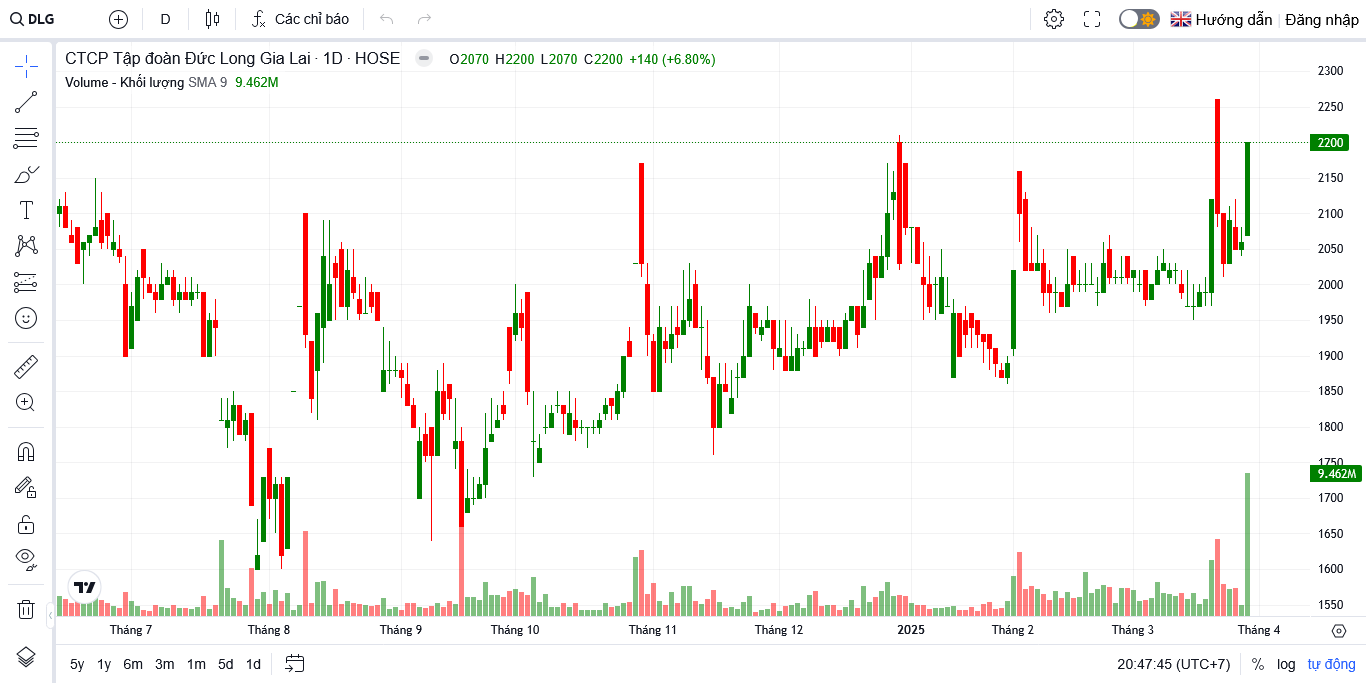 DLG D Các chỉ báo Hướng dẫn Đăng nhập
CTCP Tập đoàn Đức Long Gia Lai · 1D · HOSE O2070 H2200 L2070 C2200 +140 (+6.80%)
Volume - Khối lượng SMA 9 9.462M
2300
2250
2200
2150
2100
2050
2000
1950
1900
1850
1800
1750
9.462M
1700
1650
1600
1550
Tháng 7 Tháng 8 Tháng 9 Tháng 10 Tháng 11 Tháng 12 2025 Tháng 2 Tháng 3 Tháng 4
5y 1y 6m 3m 1m 5d 1d 20:47:45 (UTC+7) % log tự động